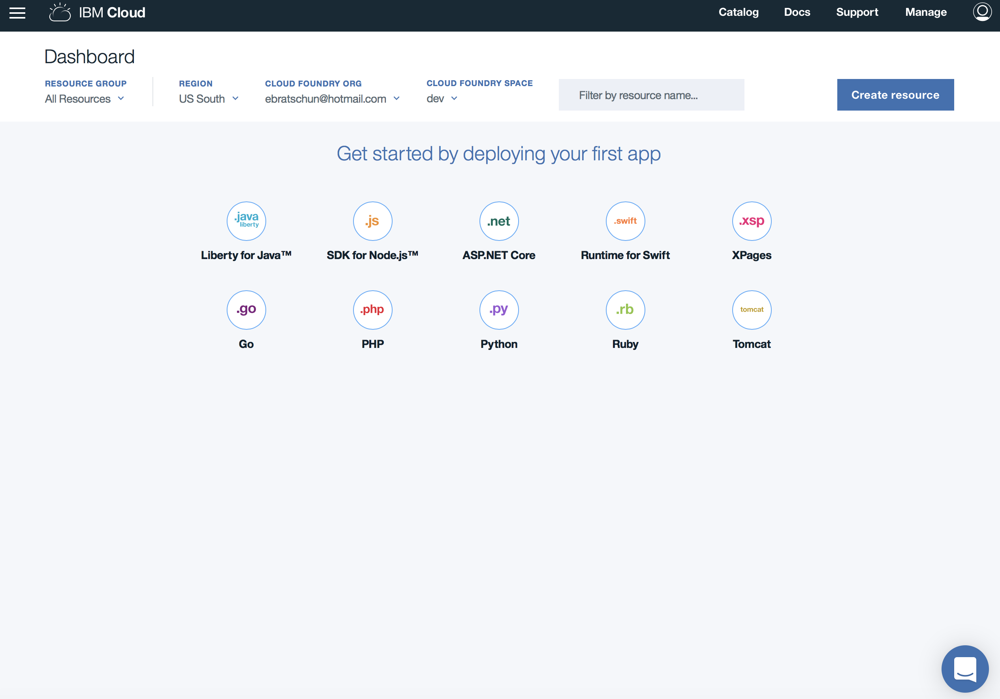 IBM Cloud
Catalog Docs Support Manage
Dashboard
RESOURCE GROUP REGION CLOUD FOUNDRY ORG CLOUD FOUNDRY SPACE
All Resources US South ebratschun@hotmail.com dev
Filter by resource name...
Create resource
Get started by deploying your first app
.java
liberty
.js
.net
.swift
.xsp
Liberty for Java™ SDK for Node.js™ ASP.NET Core Runtime for Swift XPages
.go
.php
.py
.rb
tomcat
Go PHP Python Ruby Tomcat